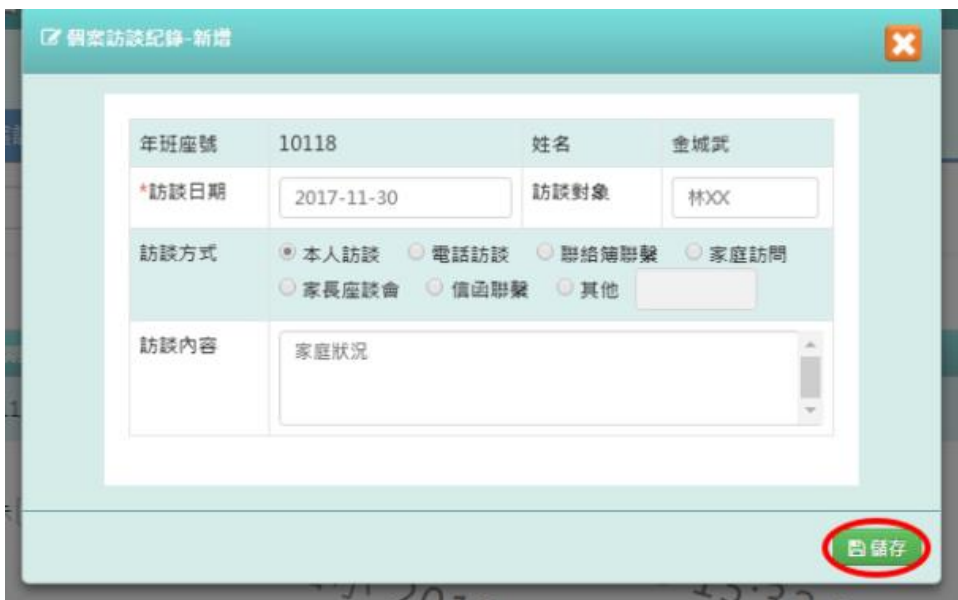 個案訪談紀錄-新增
年班座號 10118 姓名 金城武
*訪談日期 2017-11-30 訪談對象 林XX
訪談方式 本人訪談 電話訪談 聯絡簿聯繫 家庭訪問
家長座談會 信函聯繫 其他
訪談內容 家庭狀況
儲存